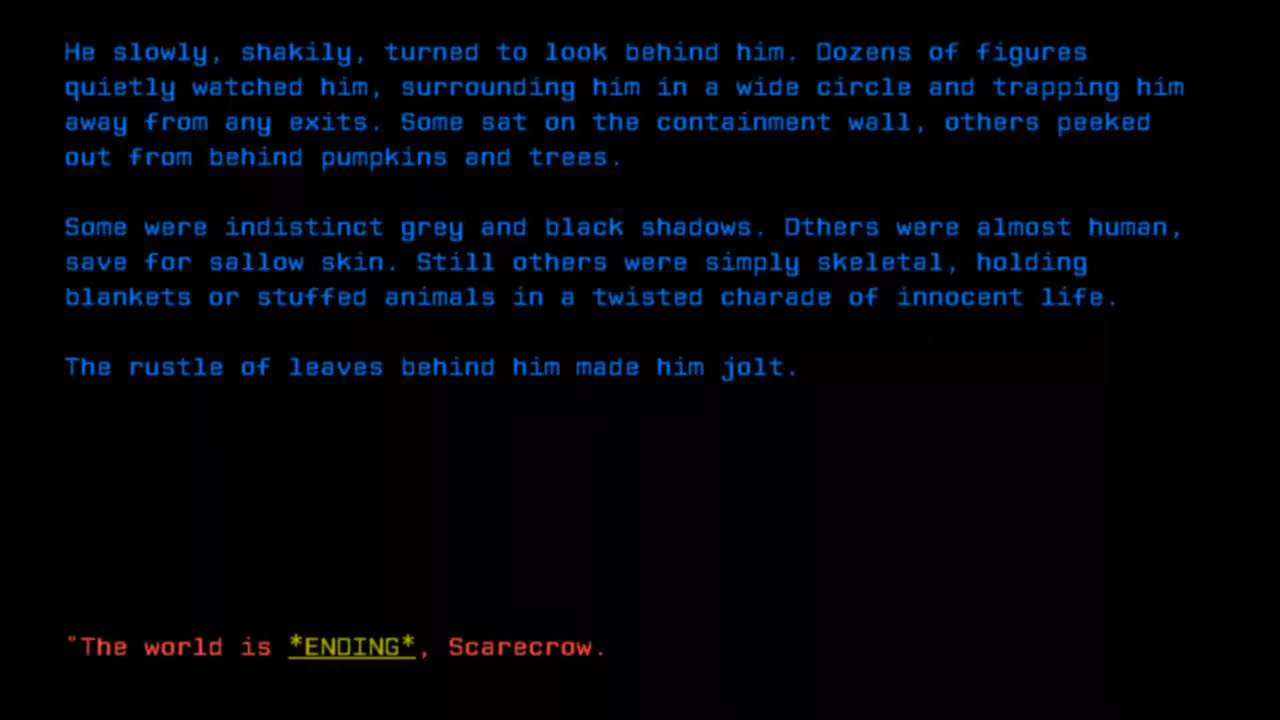 He slowly, shakily, turned to look behind him. Dozens of figures
quietly watched him, surrounding him in a wide circle and trapping him
away from any exits. Some sat on the containment wall, others peeked
out from behind pumpkins and trees.
Some were indistinct grey and black shadows. Others were almost human,
save for sallow skin. Still others were simply skeletal, holding
blankets or stuffed animals in a twisted charade of innocent life.
The rustle of leaves behind him made him jolt.
"The world is *ENDING*, Scarecrow.